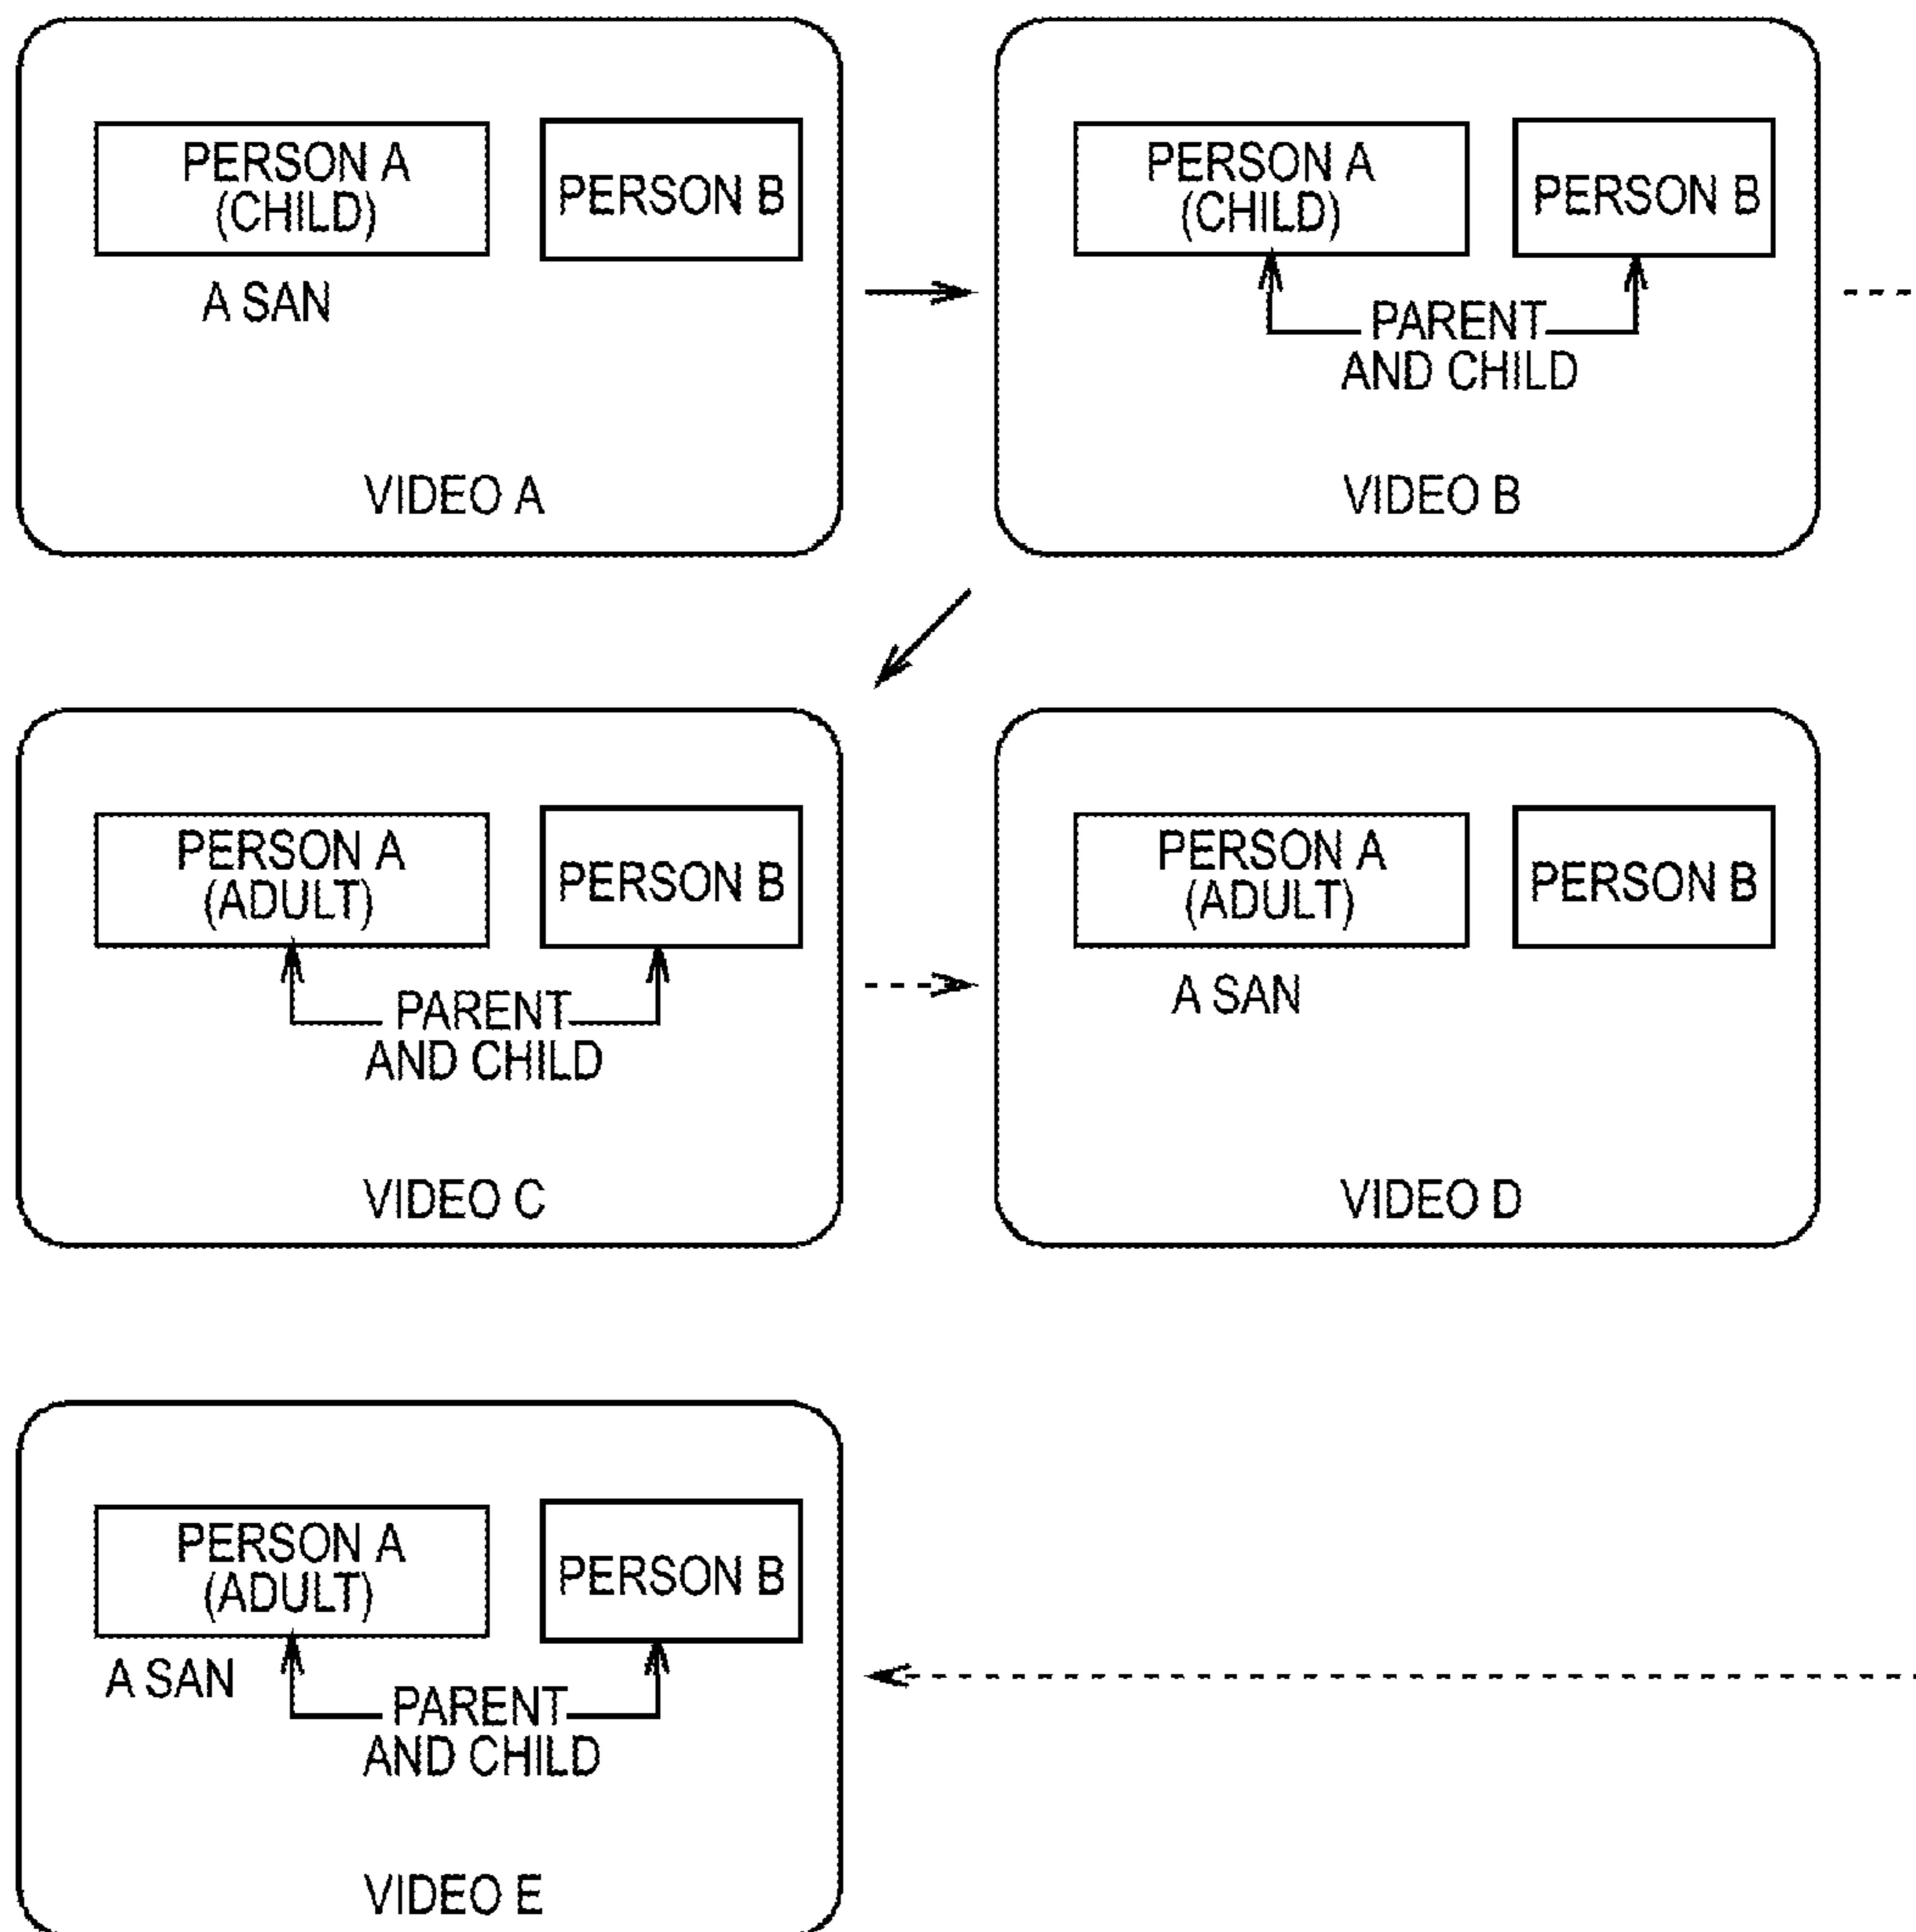 PERSON A
(CHILD)
PERSON B
A SAN
VIDEO A
PERSON A
(CHILD)
PERSON B
PARENT
AND CHILD
VIDEO B
PERSON A
(ADULT)
PERSON B
PARENT
AND CHILD
VIDEO C
PERSON A
(ADULT)
PERSON B
A SAN
VIDEO D
PERSON A
(ADULT)
PERSON B
A SAN
PARENT
AND CHILD
VIDEO E